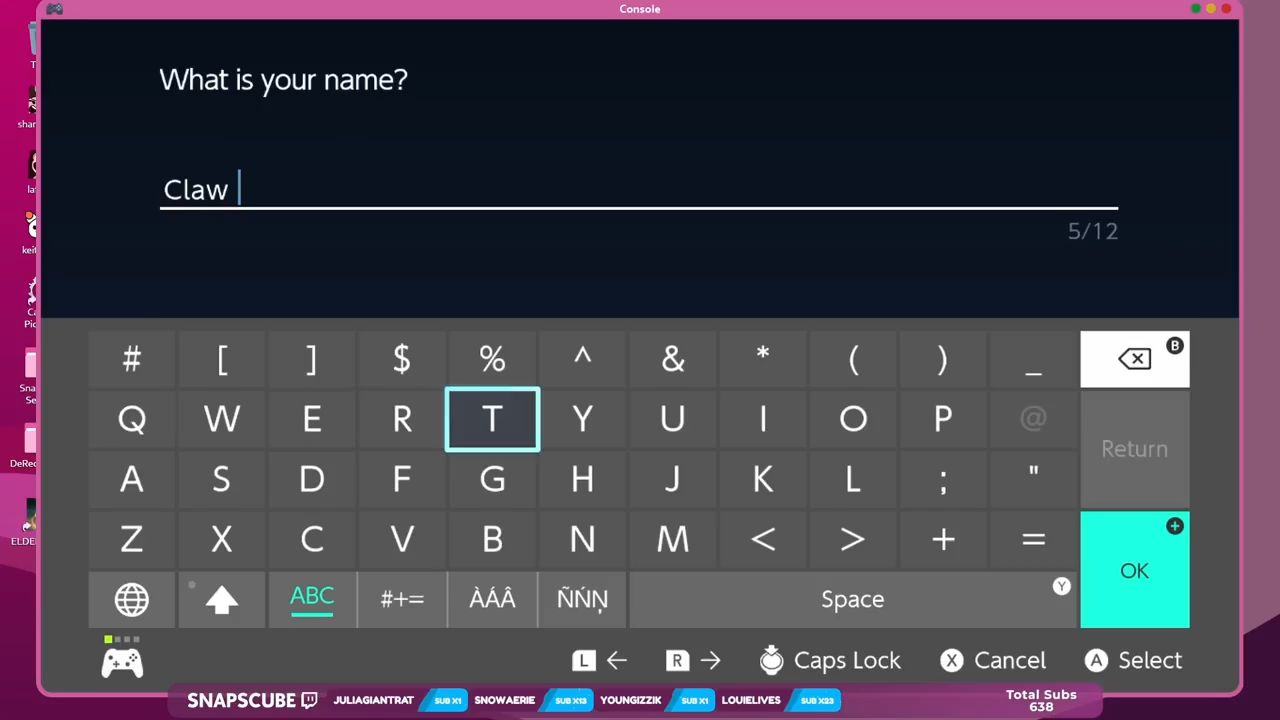 Console
What is your name?
Claw
5/12
# [ ] $ % ^ & * ( ) _ B
Q W E R T Y U I O P @ Return
A S D F G H J K L ; "
Z X C V B N M < > + = OK +
ABC #+= ÀÁÂ ÑŃŅ Space Y
L ← R → Caps Lock X Cancel A Select
SNAPSCUBE JULIAGIANTRAT SUB X1 SNOWAERIE SUB X13 YOUNGIZZIK SUB X1 LOUIELIVES SUB X23 Total Subs
638